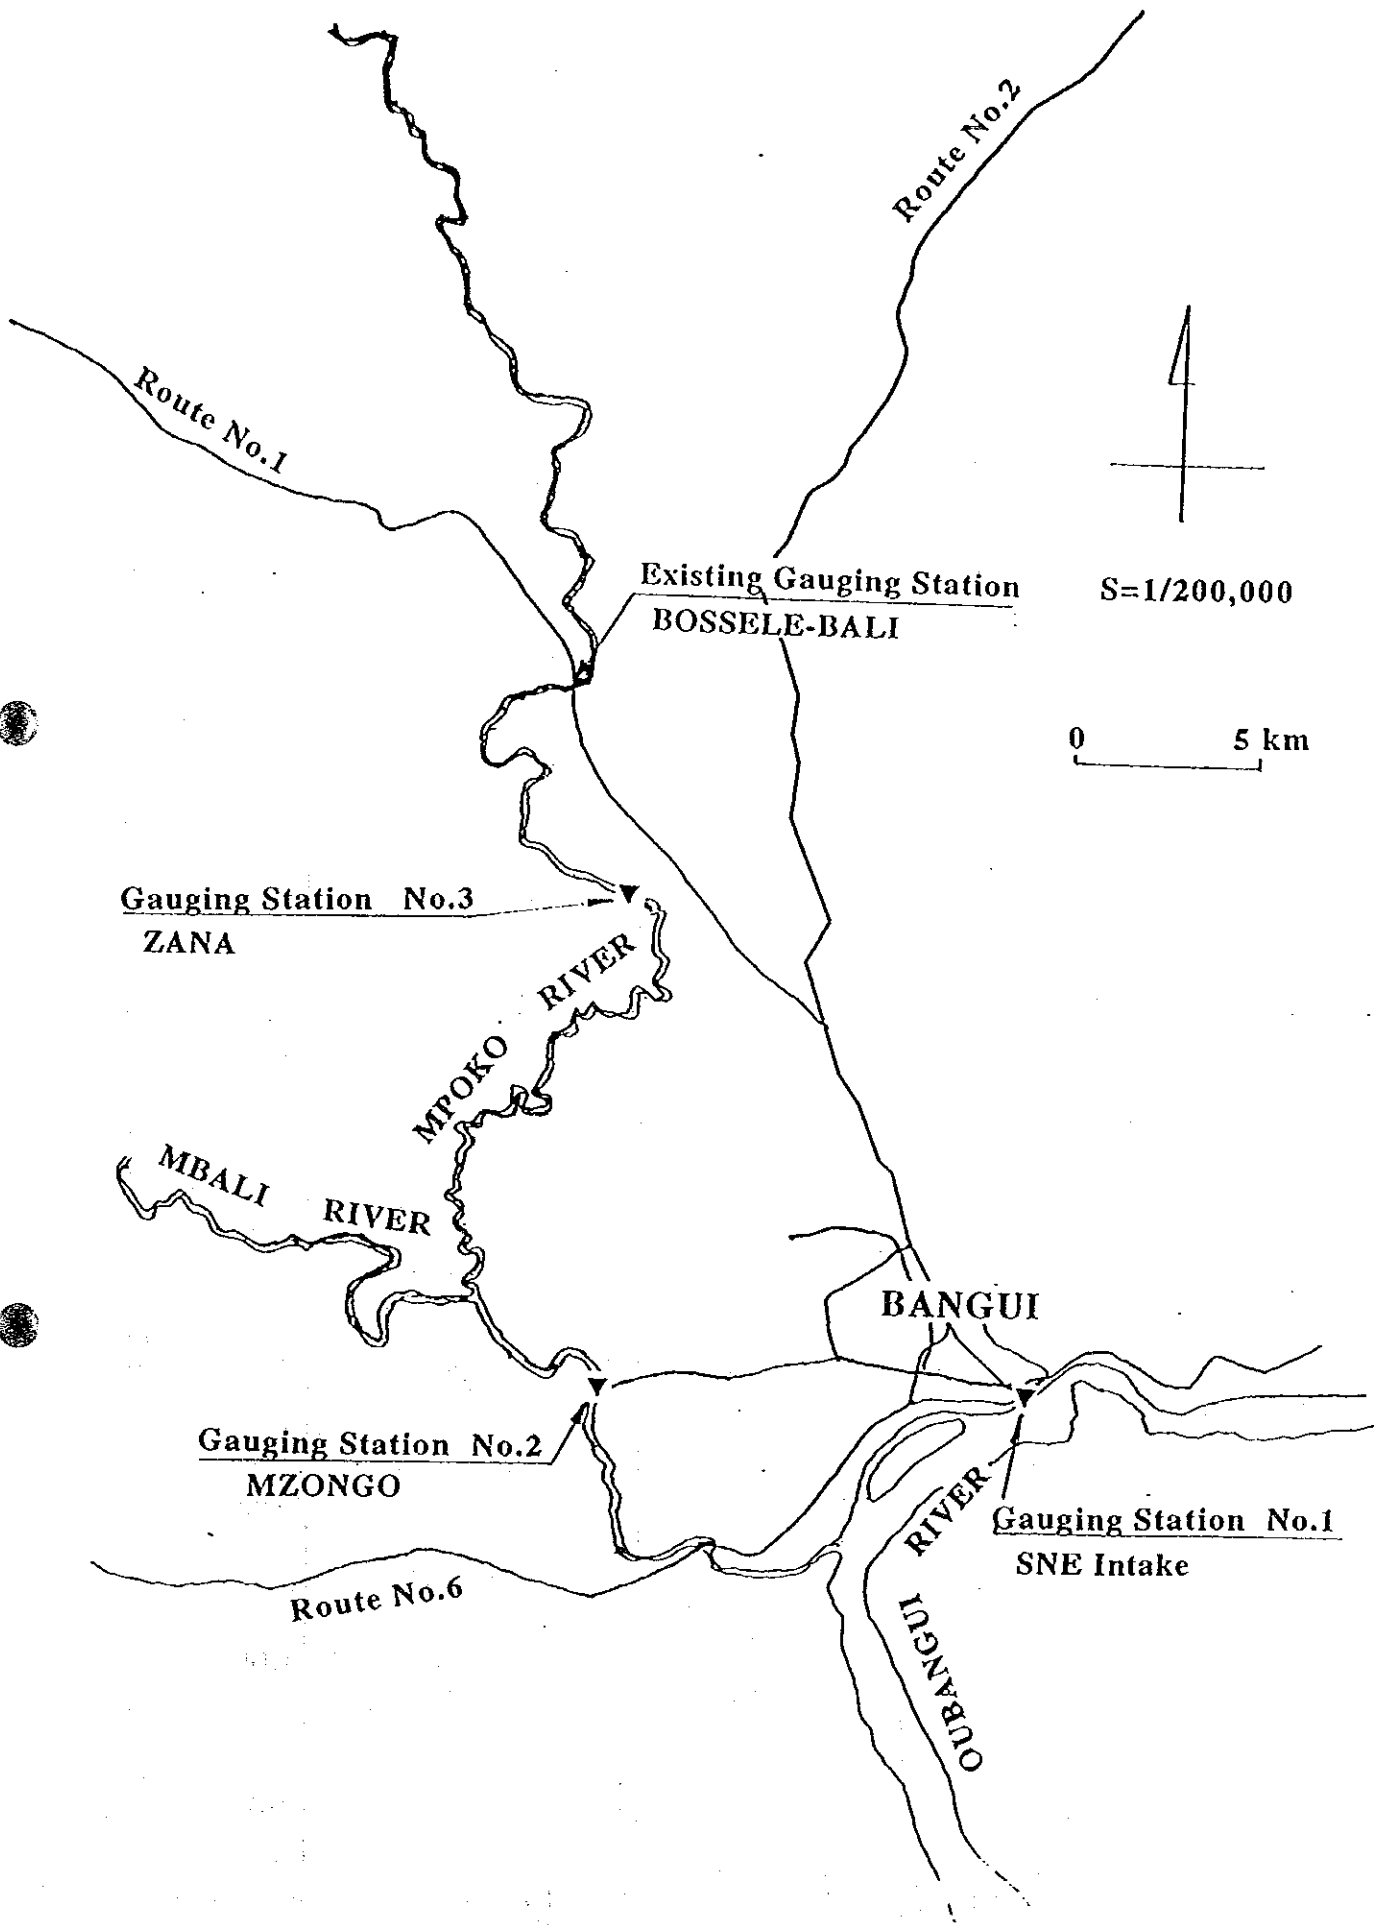 Route No.2
Route No.1
Existing Gauging Station
BOSSELE-BALI
S=1/200,000
0 5 km
Gauging Station No.3
ZANA
MPOKO RIVER
MBALI RIVER
BANGUI
Gauging Station No.2
MZONGO
Gauging Station No.1
SNE Intake
OUBANGUI RIVER
Route No.6